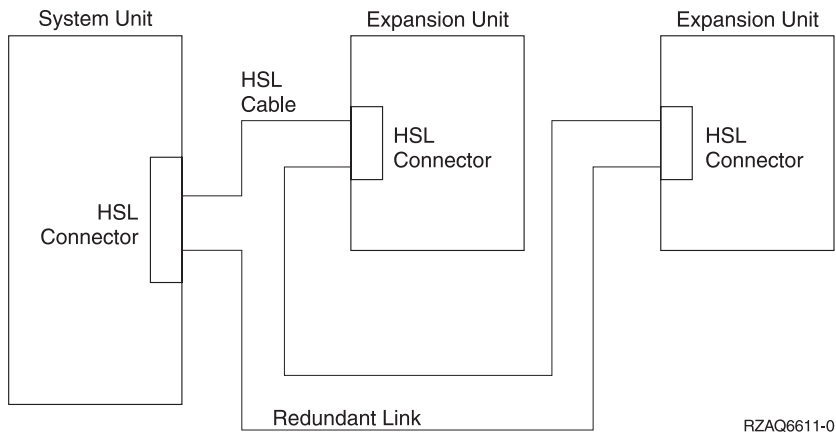 System Unit
Expansion Unit
Expansion Unit
HSL
Cable
HSL
Connector
HSL
Connector
HSL
Connector
Redundant Link
RZAQ6611-0